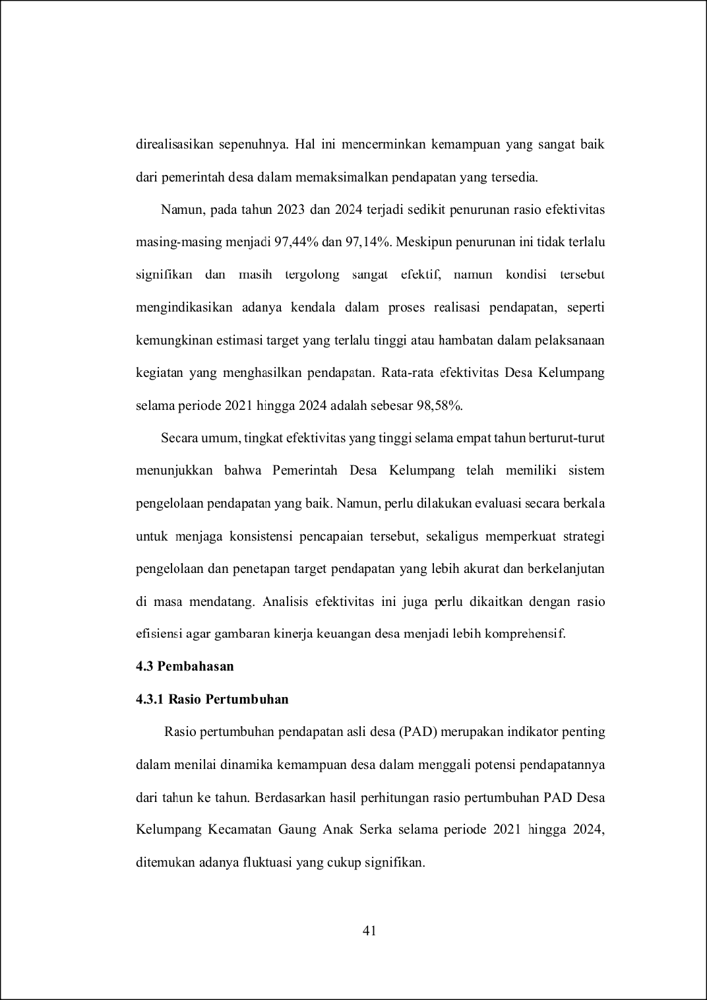 direalisasikan sepenuhnya. Hal ini mencerminkan kemampuan yang sangat baik
dari pemerintah desa dalam memaksimalkan pendapatan yang tersedia.
Namun, pada tahun 2023 dan 2024 terjadi sedikit penurunan rasio efektivitas
masing-masing menjadi 97,44% dan 97,14%. Meskipun penurunan ini tidak terlalu
signifikan dan masih tergolong sangat efektif, namun kondisi tersebut
mengindikasikan adanya kendala dalam proses realisasi pendapatan, seperti
kemungkinan estimasi target yang terlalu tinggi atau hambatan dalam pelaksanaan
kegiatan yang menghasilkan pendapatan. Rata-rata efektivitas Desa Kelumpang
selama periode 2021 hingga 2024 adalah sebesar 98,58%.
Secara umum, tingkat efektivitas yang tinggi selama empat tahun berturut-turut
menunjukkan bahwa Pemerintah Desa Kelumpang telah memiliki sistem
pengelolaan pendapatan yang baik. Namun, perlu dilakukan evaluasi secara berkala
untuk menjaga konsistensi pencapaian tersebut, sekaligus memperkuat strategi
pengelolaan dan penetapan target pendapatan yang lebih akurat dan berkelanjutan
di masa mendatang. Analisis efektivitas ini juga perlu dikaitkan dengan rasio
efisiensi agar gambaran kinerja keuangan desa menjadi lebih komprehensif.
4.3 Pembahasan
4.3.1 Rasio Pertumbuhan
Rasio pertumbuhan pendapatan asli desa (PAD) merupakan indikator penting
dalam menilai dinamika kemampuan desa dalam menggali potensi pendapatannya
dari tahun ke tahun. Berdasarkan hasil perhitungan rasio pertumbuhan PAD Desa
Kelumpang Kecamatan Gaung Anak Serka selama periode 2021 hingga 2024,
ditemukan adanya fluktuasi yang cukup signifikan.
41